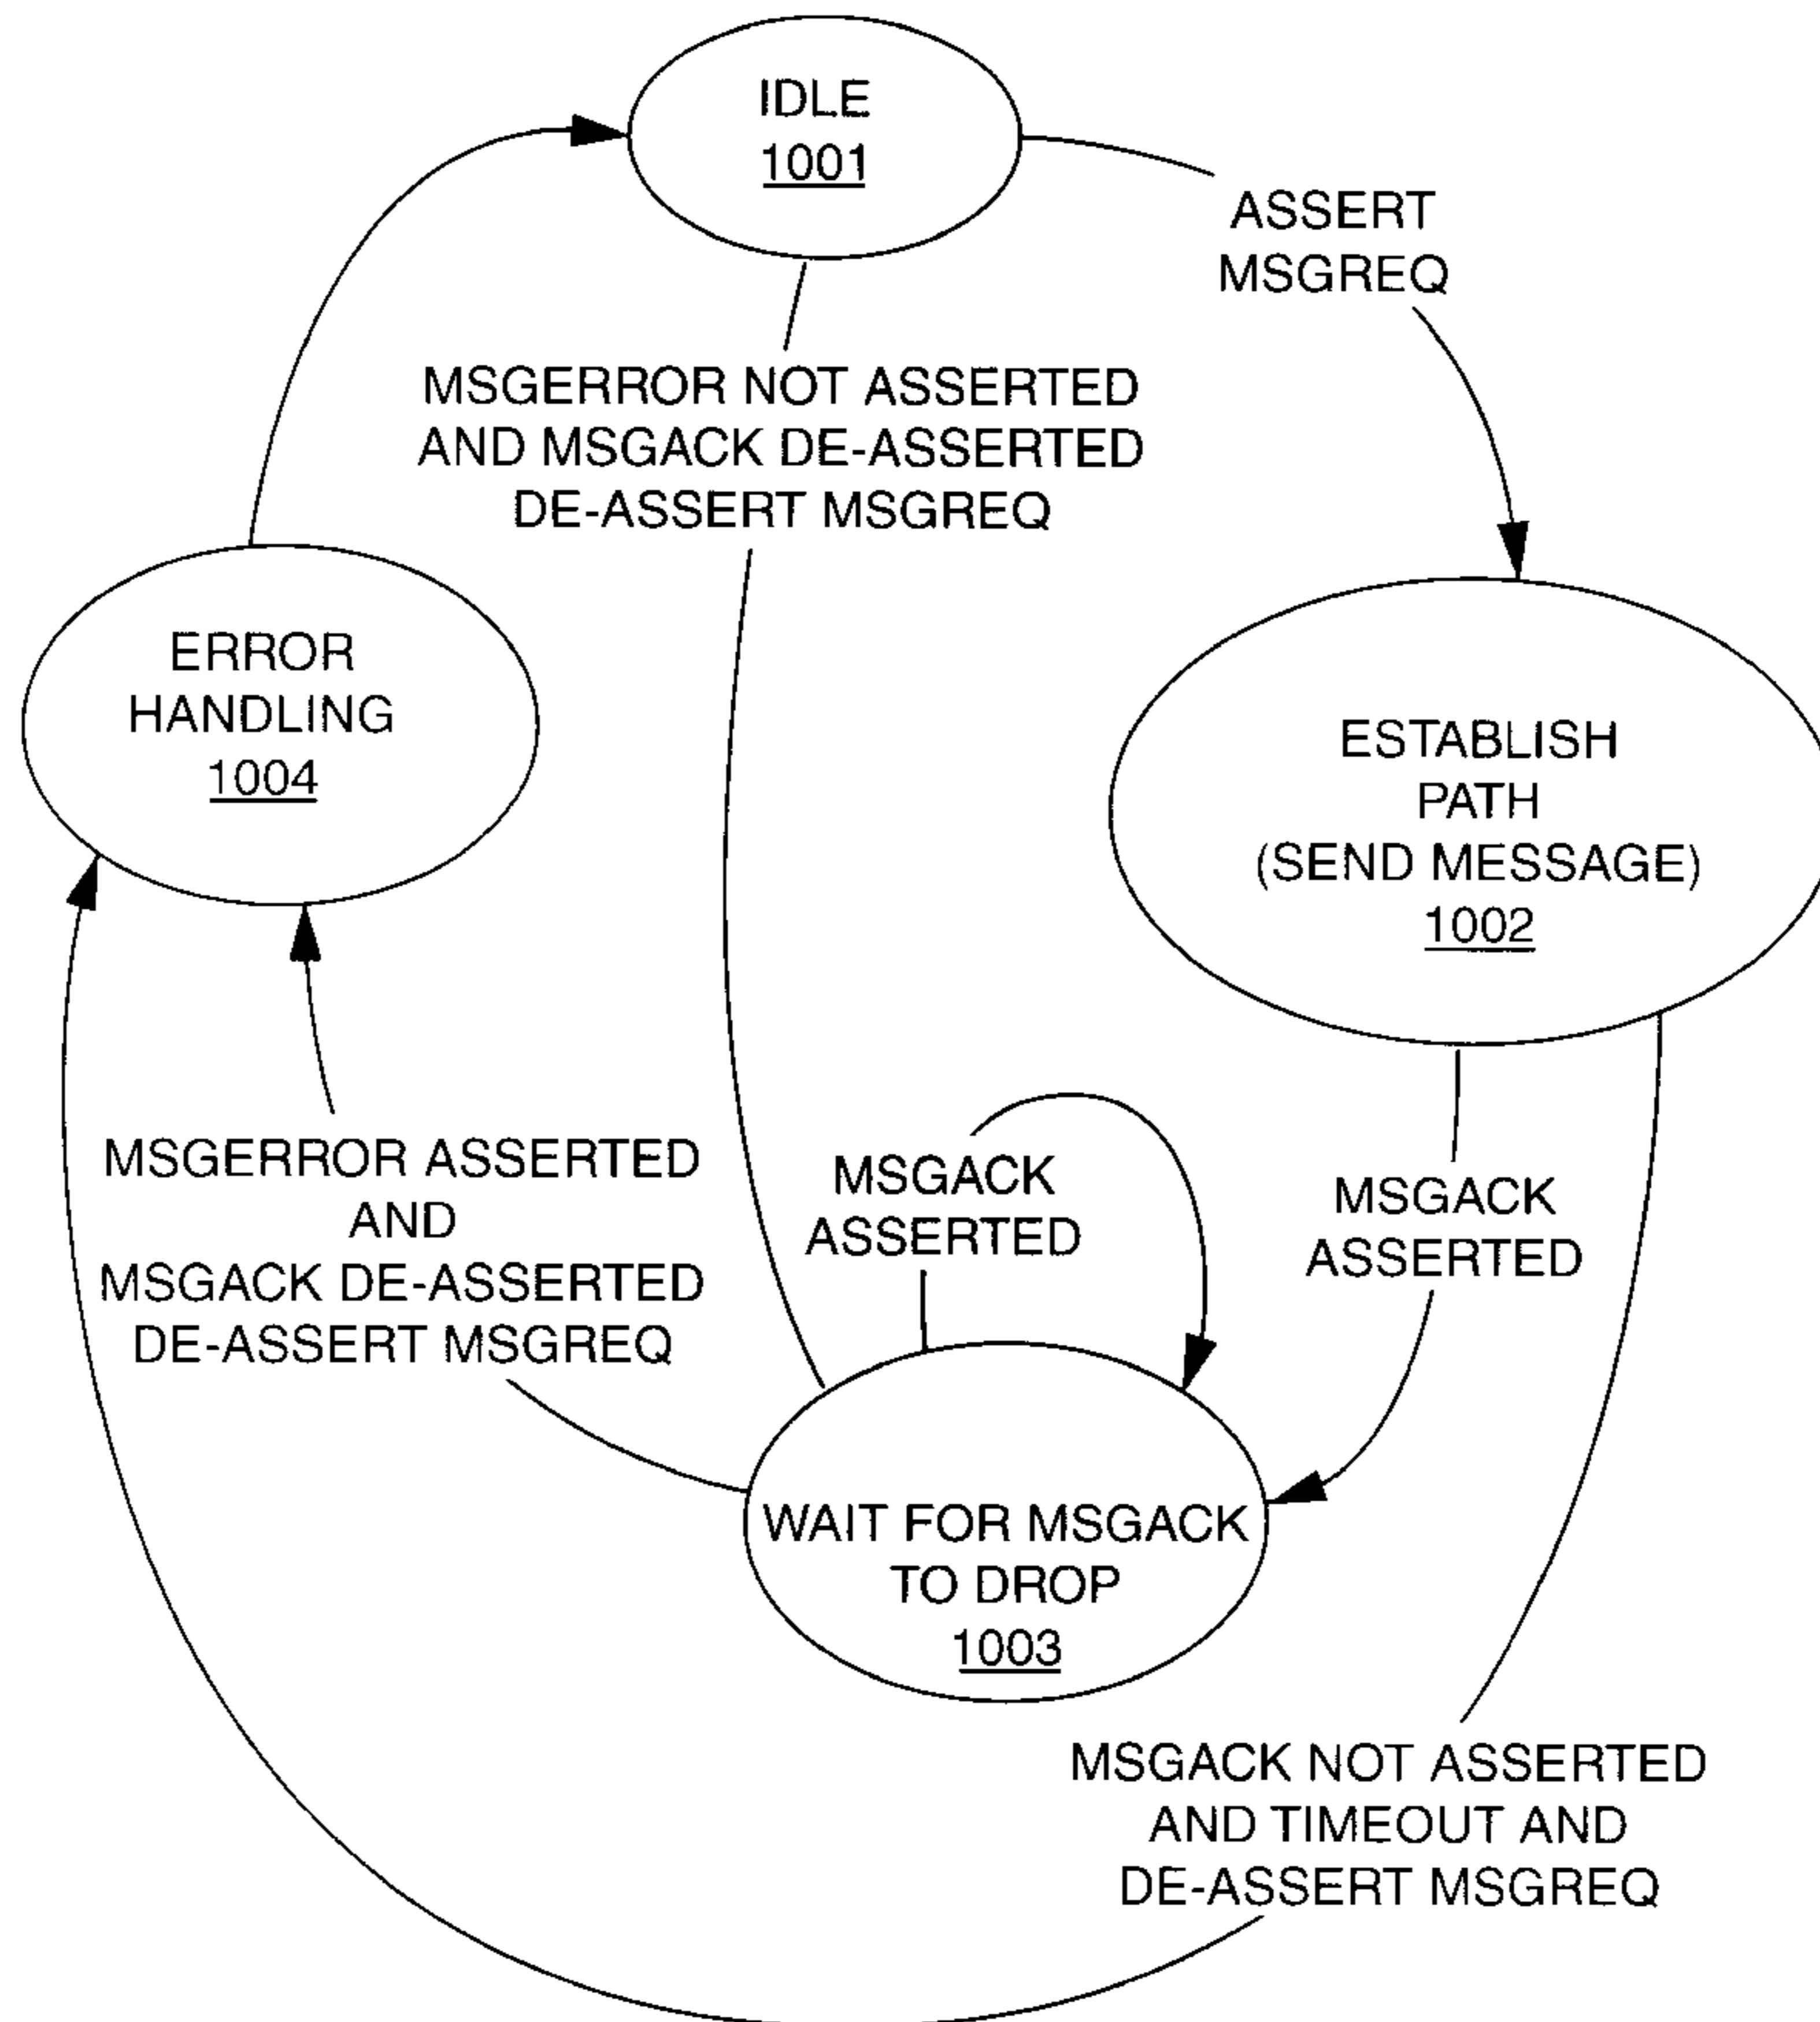 IDLE
1001
ASSERT
MSGREQ
MSGERROR NOT ASSERTED
AND MSGACK DE-ASSERTED
DE-ASSERT MSGREQ
ERROR
HANDLING
1004
ESTABLISH
PATH
(SEND MESSAGE)
1002
MSGERROR ASSERTED
AND
MSGACK DE-ASSERTED
DE-ASSERT MSGREQ
MSGACK
ASSERTED
MSGACK
ASSERTED
WAIT FOR MSGACK
TO DROP
1003
MSGACK NOT ASSERTED
AND TIMEOUT AND
DE-ASSERT MSGREQ